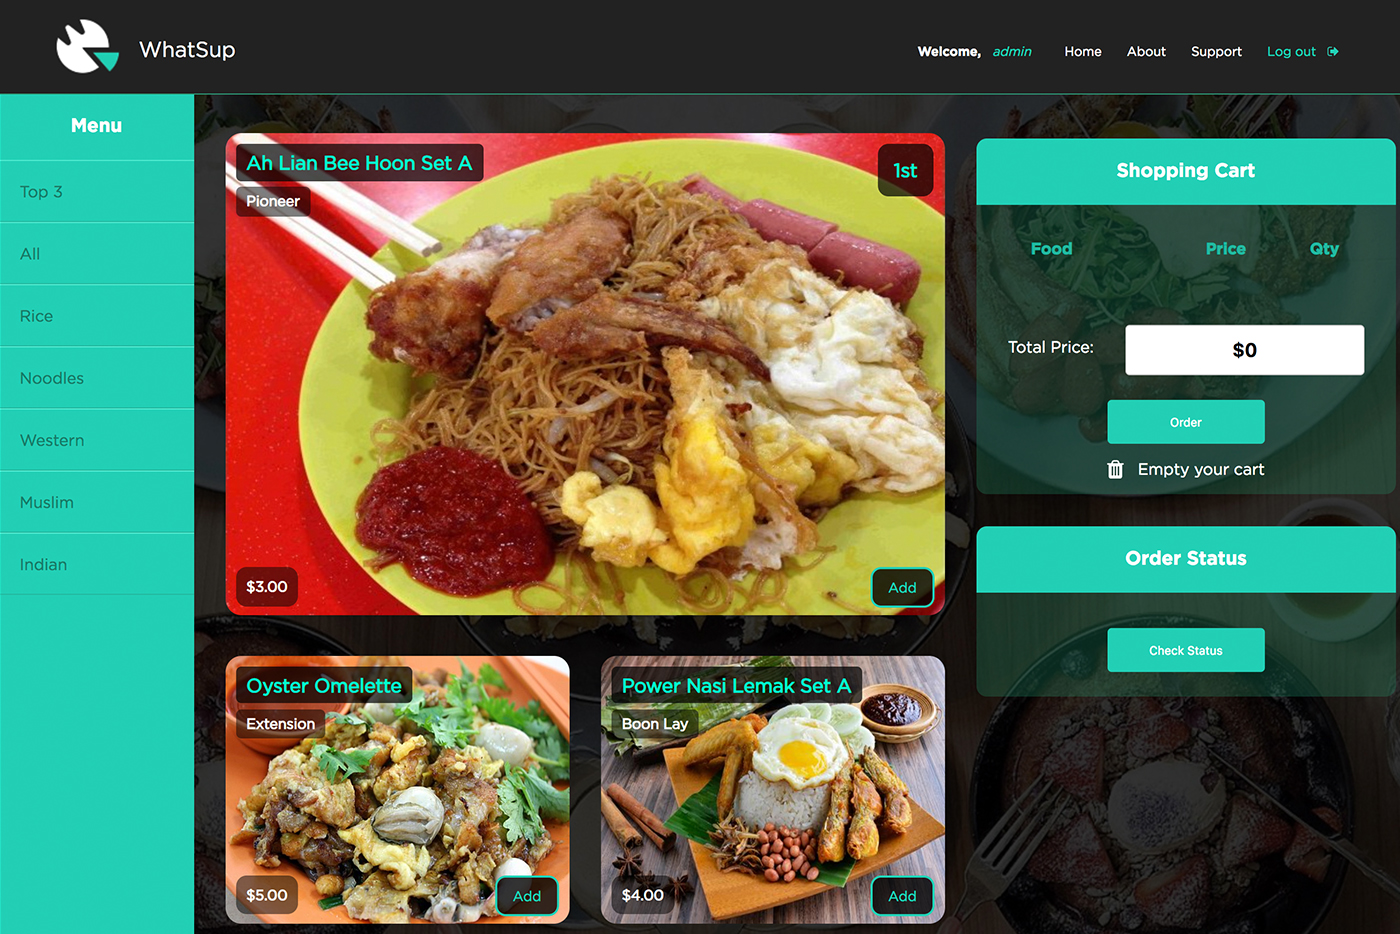 WhatSup
Welcome, admin
Home
About
Support
Log out
Menu
Top 3
All
Rice
Noodles
Western
Muslim
Indian
Ah Lian Bee Hoon Set A
Pioneer
1st
$3.00
Add
Oyster Omelette
Extension
$5.00
Add
Power Nasi Lemak Set A
Boon Lay
$4.00
Add
Shopping Cart
Food Price Qty
Total Price: $0
Order
Empty your cart
Order Status
Check Status